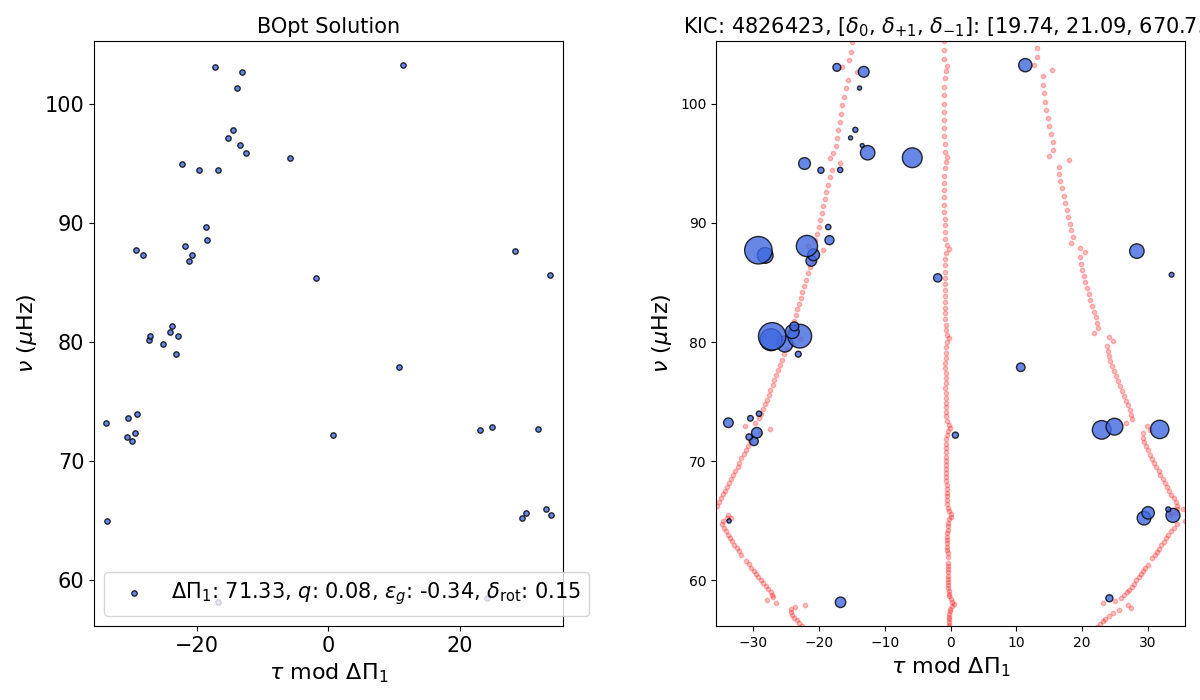 BOpt Solution
100
90
80
70
60
ν (μHz)
−20 0 20
τ mod ΔΠ₁
ΔΠ₁: 71.33, q: 0.08, ε_g: -0.34, δ_rot: 0.15
KIC: 4826423, [δ₀, δ₊₁, δ₋₁]: [19.74, 21.09, 670.7
100
90
80
70
60
ν (μHz)
−30 −20 −10 0 10 20 30
τ mod ΔΠ₁